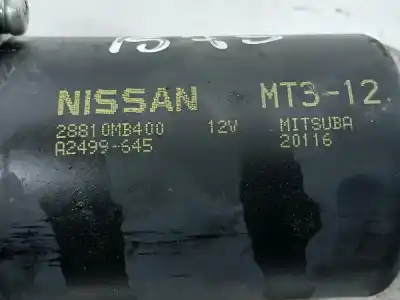 NISSAN MT3-12
28810MB400 12V MITSUBA
A2499-645 20116